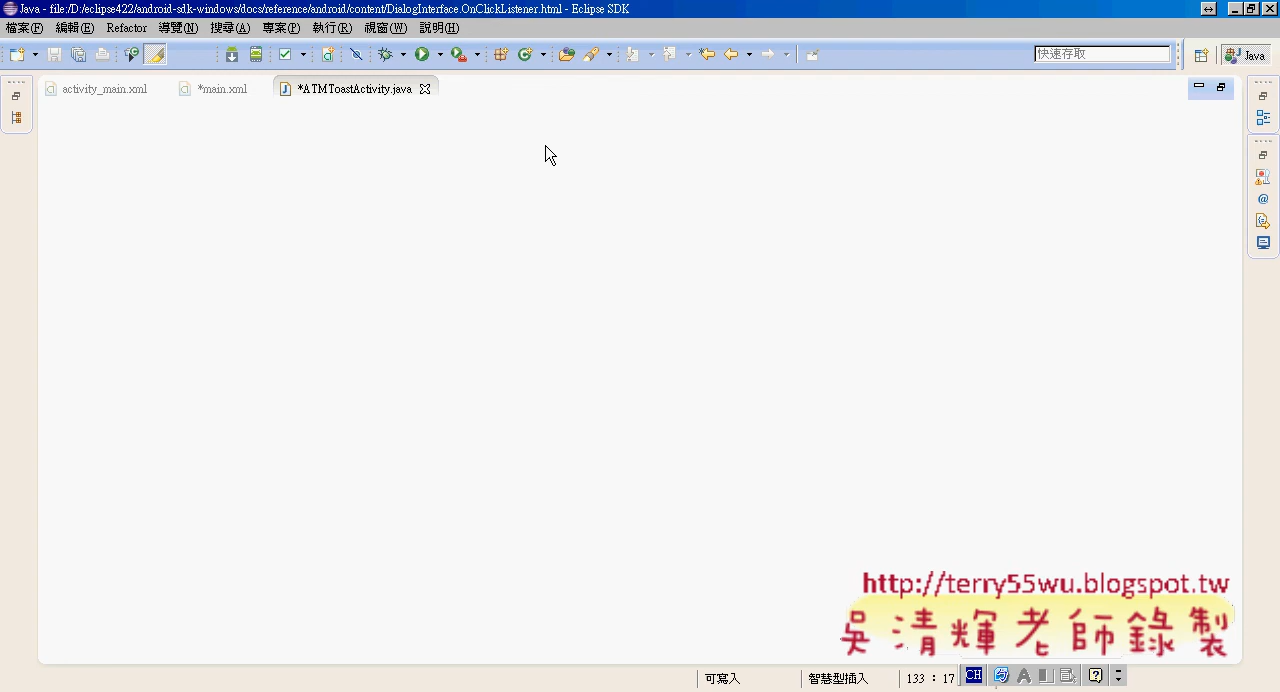 Java - file:/D:/eclipse422/android-sdk-windows/docs/reference/android/content/DialogInterface.OnClickListener.html - Eclipse SDK
檔案(F) 編輯(E) Refactor 導覽(N) 搜尋(A) 專案(P) 執行(R) 視窗(W) 說明(H)
快速存取
Java
activity_main.xml
*main.xml
*ATMToastActivity.java
http://terry55wu.blogspot.tw
吳清輝老師錄製
可寫入
智慧型插入
133 : 17
CH